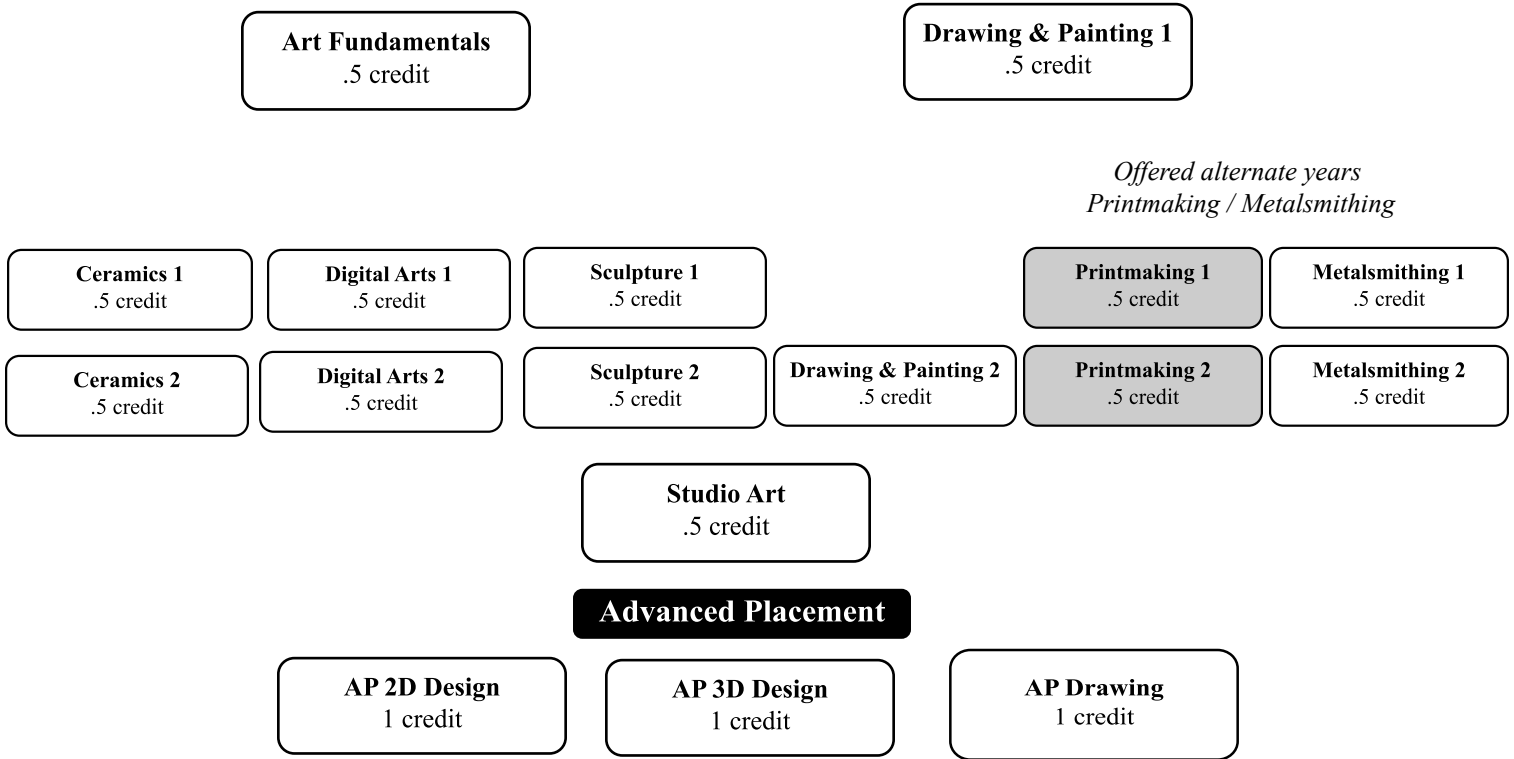 Art Fundamentals
.5 credit
Drawing & Painting 1
.5 credit
Offered alternate years
Printmaking / Metalsmithing
Ceramics 1
.5 credit
Digital Arts 1
.5 credit
Sculpture 1
.5 credit
Printmaking 1
.5 credit
Metalsmithing 1
.5 credit
Ceramics 2
.5 credit
Digital Arts 2
.5 credit
Sculpture 2
.5 credit
Drawing & Painting 2
.5 credit
Printmaking 2
.5 credit
Metalsmithing 2
.5 credit
Studio Art
.5 credit
Advanced Placement
AP 2D Design
1 credit
AP 3D Design
1 credit
AP Drawing
1 credit